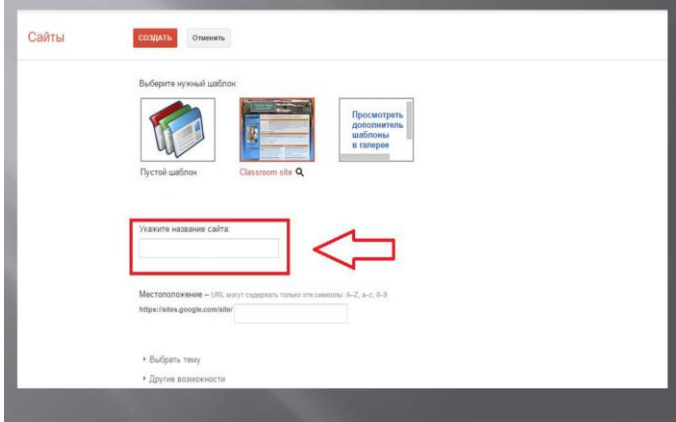 Сайты
СОЗДАТЬ
Отменить
Выберите нужный шаблон:
Просмотреть
дополнитель
шаблоны
в галерее
Пустой шаблон
Classroom site
Укажите название сайта:
Местоположение – URL могут содержать только эти символы: A–Z, a–z, 0–9
https://sites.google.com/site/
Выбрать тему
Другие возможности